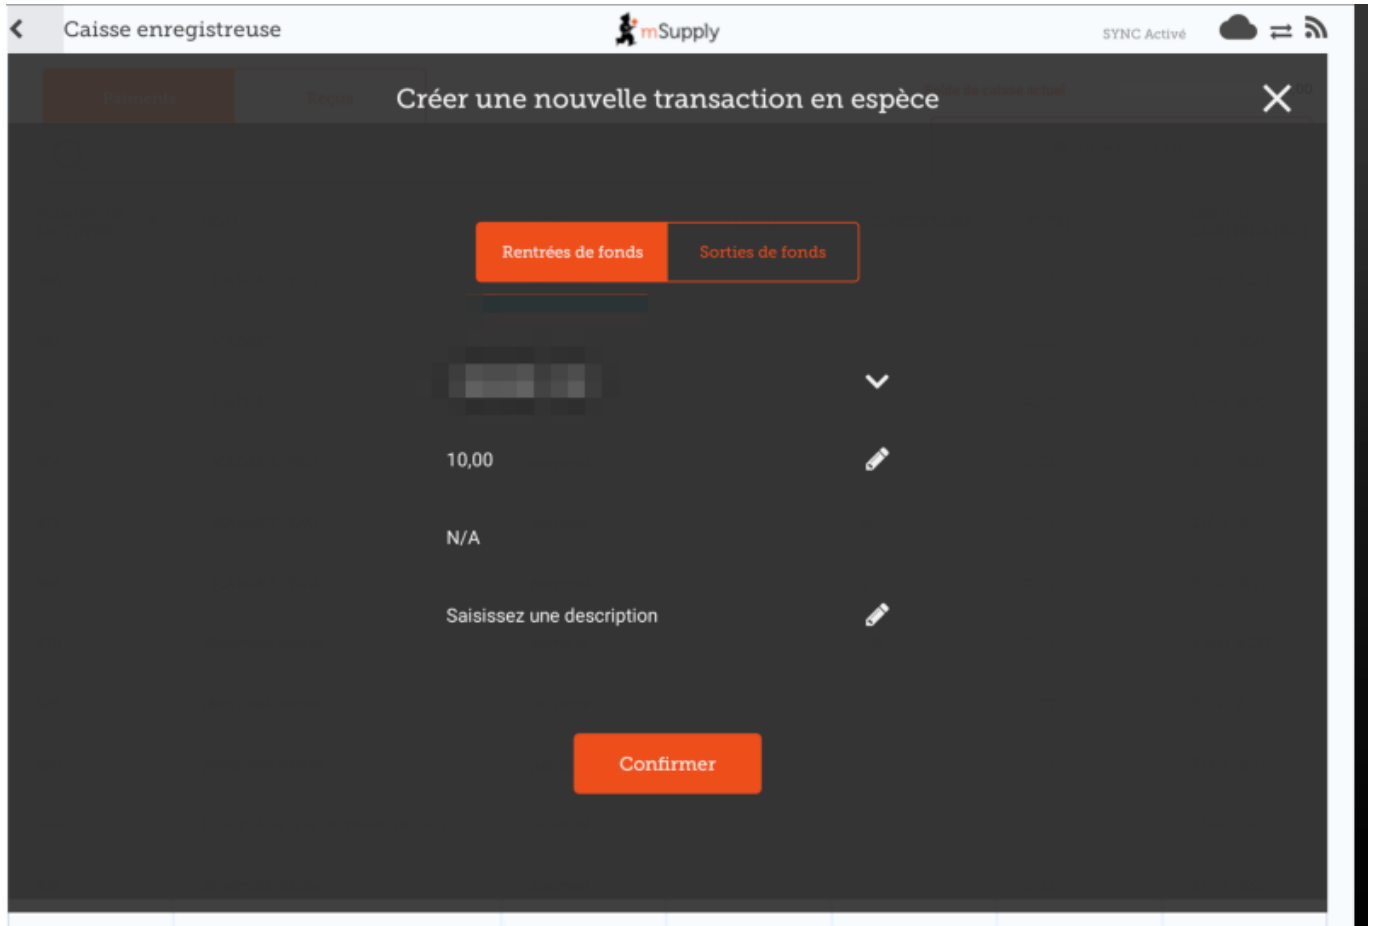 Caisse enregistreuse
mSupply
SYNC Activé
Créer une nouvelle transaction en espèce
Rentrées de fonds
Sorties de fonds
10,00
N/A
Saisissez une description
Confirmer